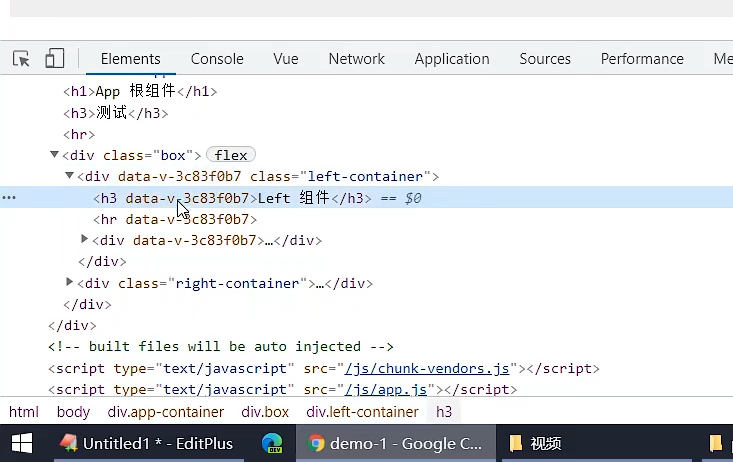 Elements Console Vue Network Application Sources Performance Me
<h1>App 根组件</h1>
<h3>测试</h3>
<hr>
▼<div class="box"> flex
▼<div data-v-3c83f0b7 class="left-container">
••• <h3 data-v-3c83f0b7>Left 组件</h3> == $0
<hr data-v-3c83f0b7>
▶<div data-v-3c83f0b7>…</div>
</div>
▶<div class="right-container">…</div>
</div>
</div>
<!-- built files will be auto injected -->
<script type="text/javascript" src="/js/chunk-vendors.js"></script>
<script type="text/javascript" src="/js/app.js"></script>
html body div.app-container div.box div.left-container h3
Untitled1 * - EditPlus DEV demo-1 - Google C... 视频